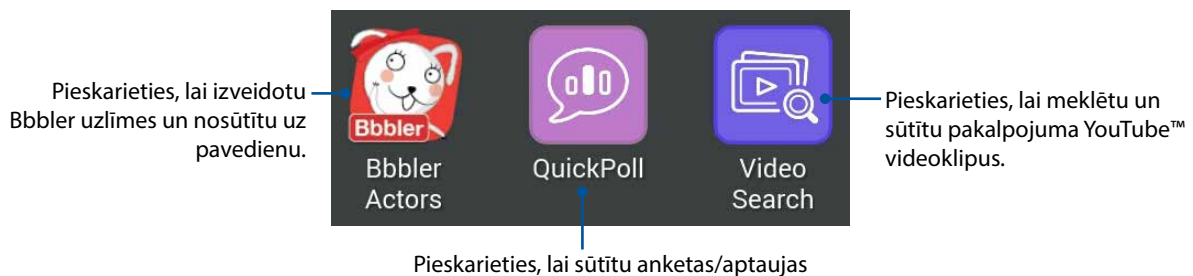 Pieskarieties, lai izveidotu
Bbbler uzlīmes un nosūtītu uz
pavedienu.
Bbbler
Bbbler
Actors
QuickPoll
Video
Search
Pieskarieties, lai meklētu un
sūtītu pakalpojuma YouTube™
videoklipus.
Pieskarieties, lai sūtītu anketas/aptaujas